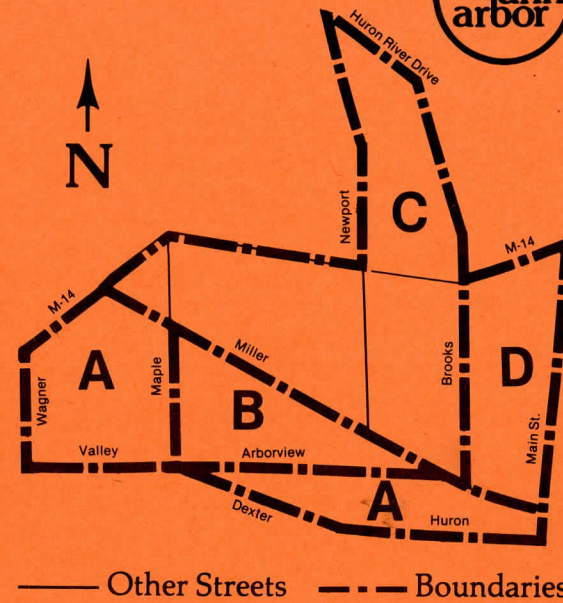 arbor
Huron River Drive
N
Newport
C
M-14
M-14
Wagner
A
Maple
Miller
B
Brooks
D
Main St.
Valley
Arborview
A
Dexter
Huron
Other Streets
Boundaries